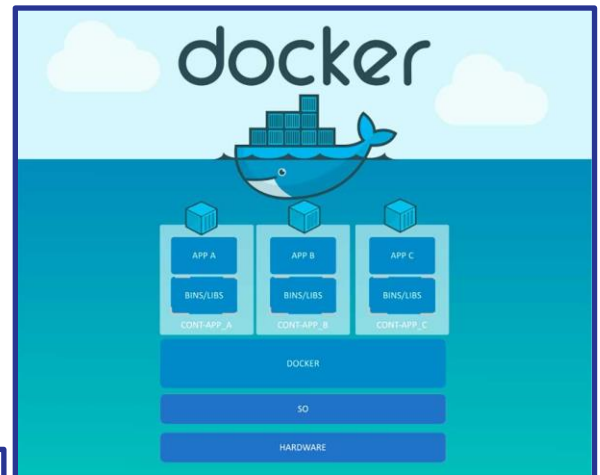 docker
APP A APP B APP C
BINS/LIBS BINS/LIBS BINS/LIBS
CONT-APP_A CONT-APP_B CONT-APP_C
DOCKER
SO
HARDWARE